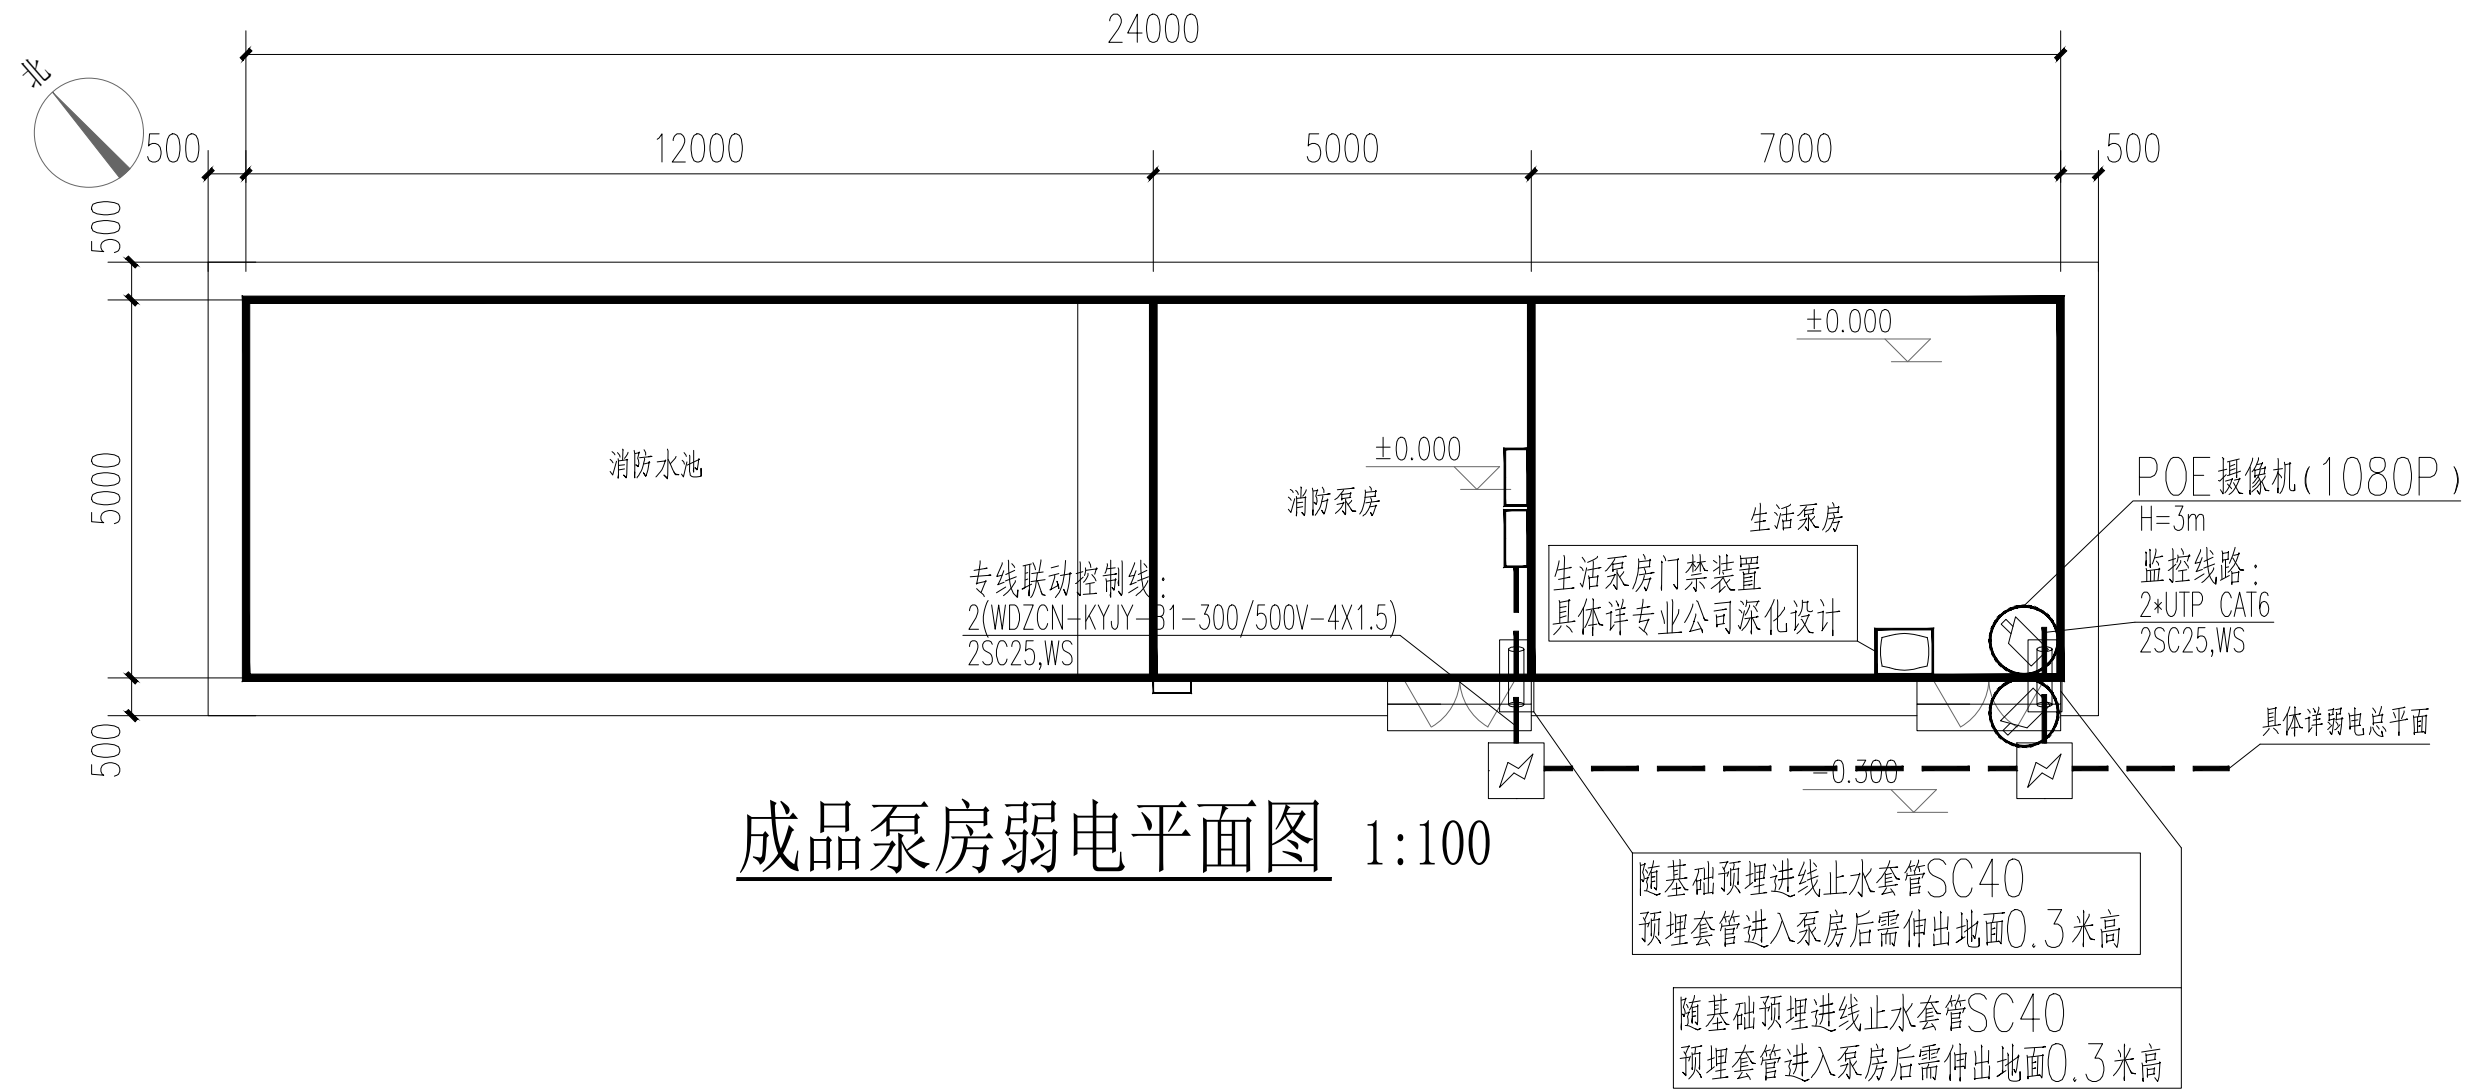 24000
北
500
12000
5000
7000
500
500
5000
500
±0.000
±0.000
消防水池
消防泵房
生活泵房
POE摄像机(1080P)
H=3m
监控线路：
2*UTP CAT6
2SC25,WS
专线联动控制线：
2(WDZCN-KYJY-B1-300/500V-4X1.5)
2SC25,WS
生活泵房门禁装置
具体详专业公司深化设计
具体详弱电总平面
-0.300
成品泵房弱电平面图 1:100
随基础预埋进线止水套管SC40
预埋套管进入泵房后需伸出地面0.3米高
随基础预埋进线止水套管SC40
预埋套管进入泵房后需伸出地面0.3米高